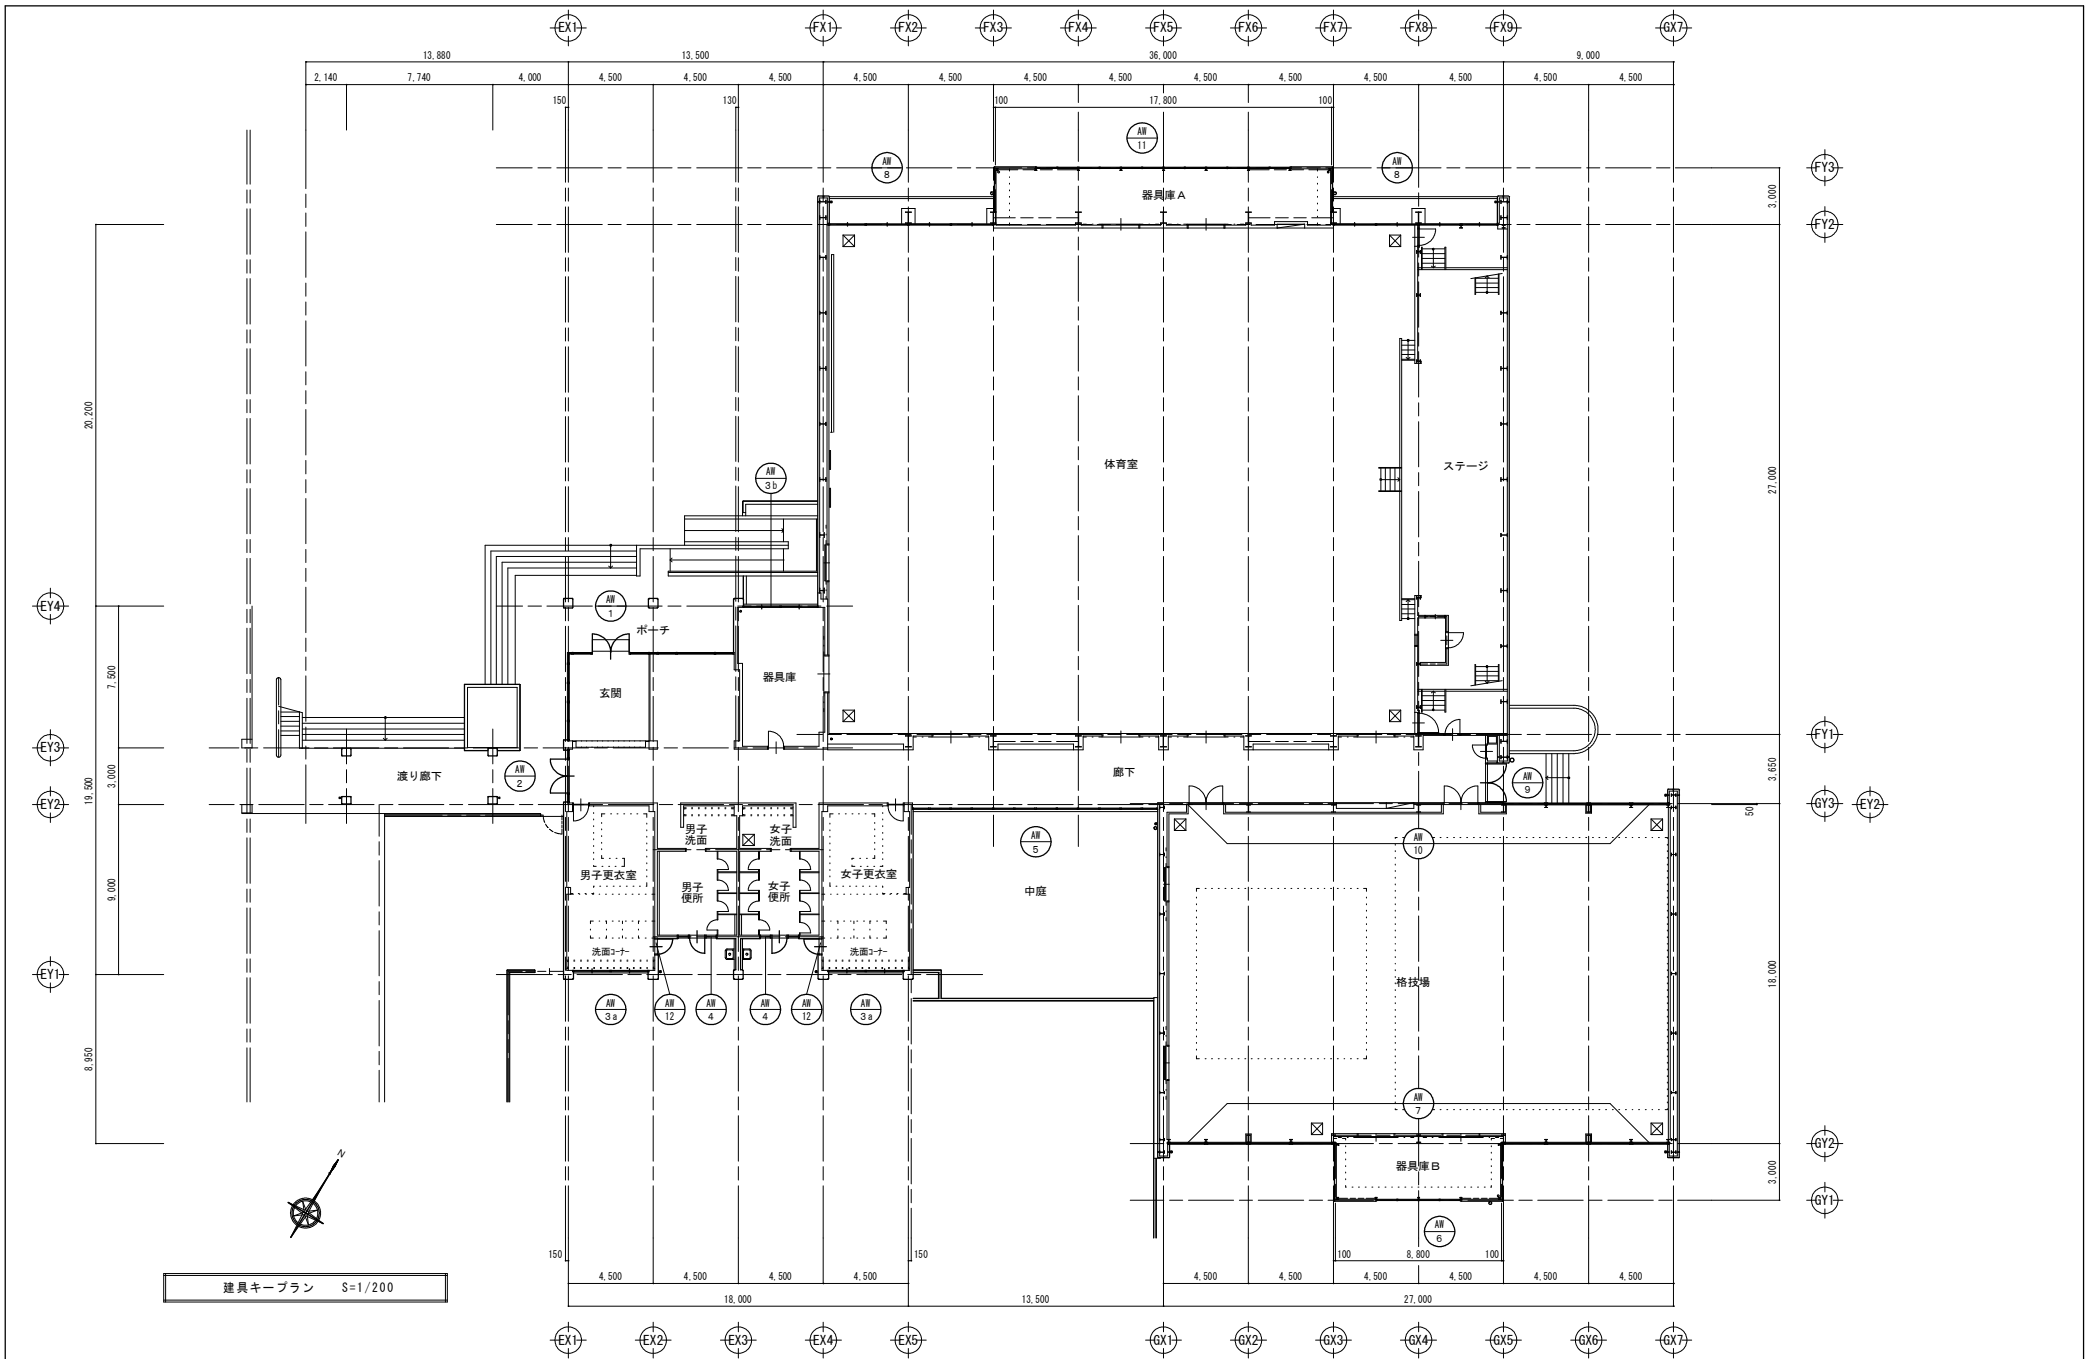 EX1 FX1 FX2 FX3 FX4 FX5 FX6 FX7 FX8 FX9 GX7
13,880 13,500 36,000 9,000
2,140 7,740 4,000 4,500 4,500 4,500 4,500 4,500 4,500 4,500 4,500 4,500 4,500 4,500 4,500 4,500
150 130 100 17,800 100
AW 11
AW 8
AW 8
FY3
器具庫A
3,000
FY2
20,200
体育室
ステージ
AW 3b
27,000
EY4
AW 1
ポーチ
7,500
器具庫
玄関
FY1
EY3
渡り廊下
AW 2
廊下
AW 9
3,000
3,650
19,500
EY2
GY3 EY2
50
男子洗面
女子洗面
AW 5
AW 10
男子更衣室
女子更衣室
男子便所
女子便所
中庭
9,000
洗面コーナー
洗面コーナー
EY1
格技場
18,000
AW 3a
AW 12
AW 4
AW 4
AW 12
AW 3a
8,950
AW 7
GY2
N
器具庫B
3,000
GY1
AW 6
150 150 100 8,800 100
建具キープラン S=1/200
4,500 4,500 4,500 4,500 4,500 4,500 4,500 4,500 4,500 4,500
18,000 13,500 27,000
EX1 EX2 EX3 EX4 EX5 GX1 GX2 GX3 GX4 GX5 GX6 GX7